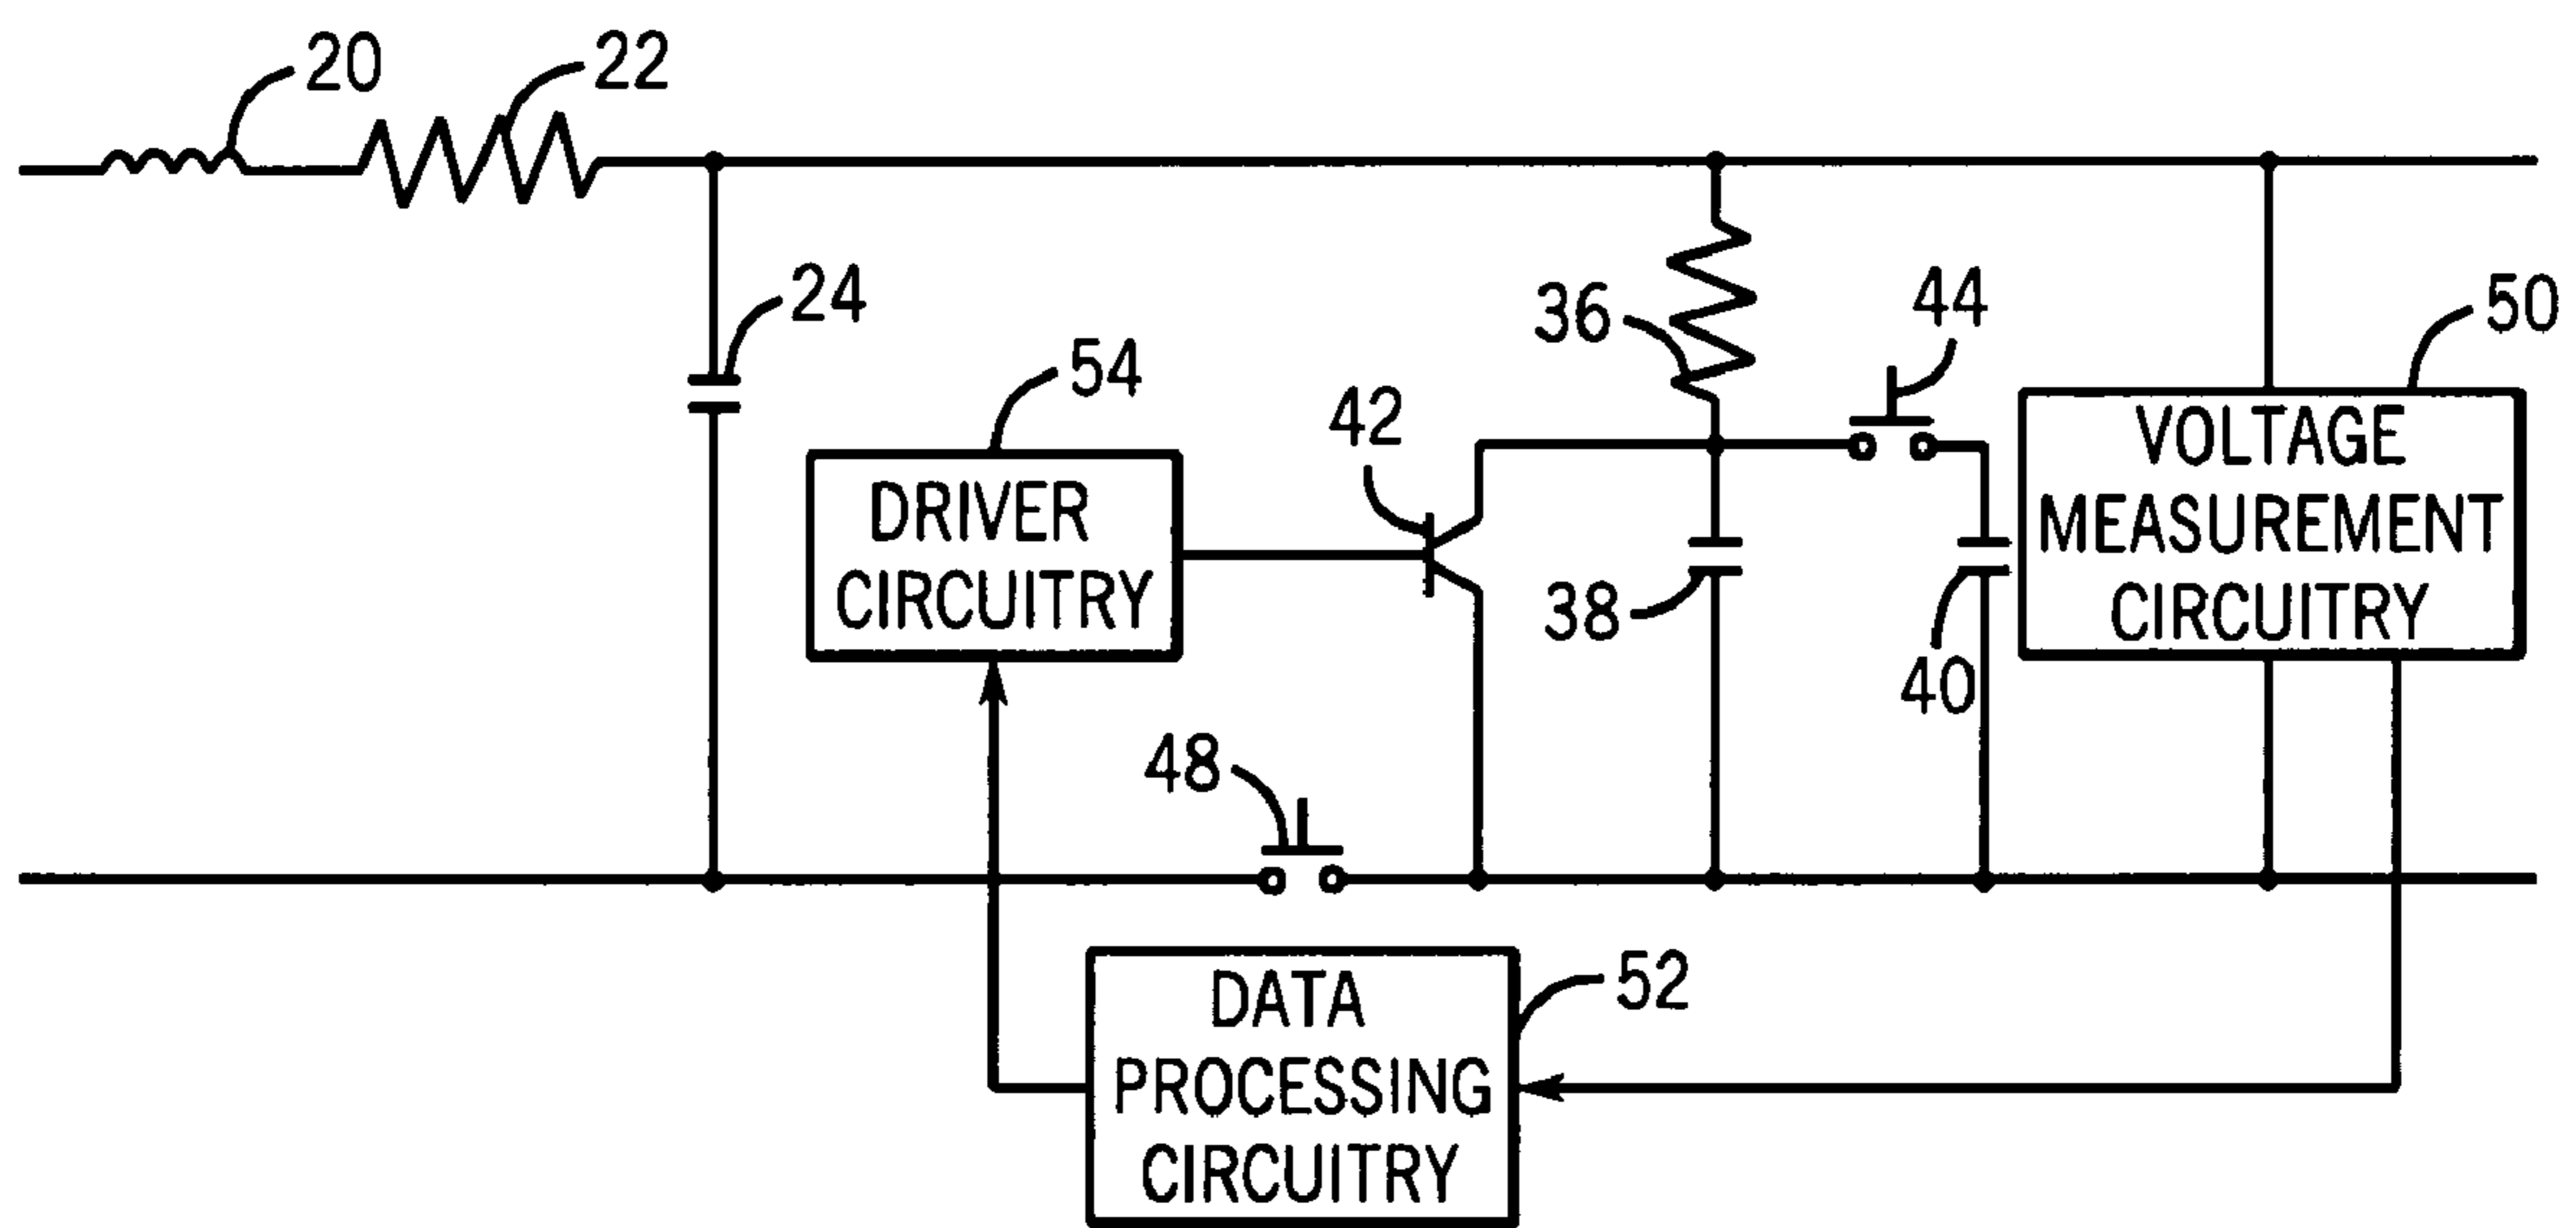 20
22
24
54
DRIVER
CIRCUITRY
42
36
44
50
VOLTAGE
MEASUREMENT
CIRCUITRY
38
40
48
52
DATA
PROCESSING
CIRCUITRY